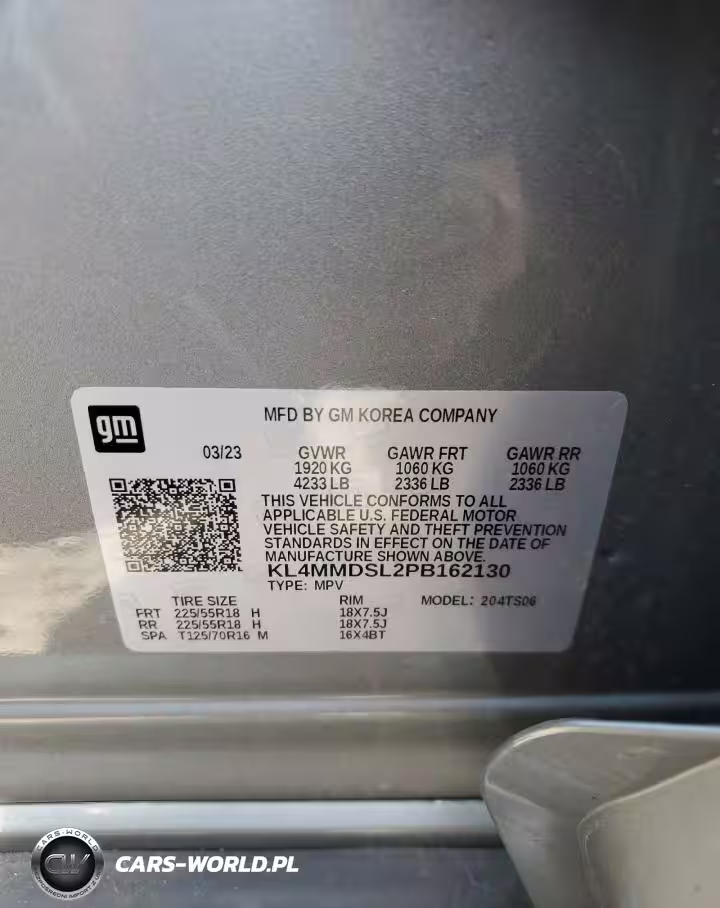 gm
MFD BY GM KOREA COMPANY
03/23 GVWR GAWR FRT GAWR RR
1920 KG 1060 KG 1060 KG
4233 LB 2336 LB 2336 LB
THIS VEHICLE CONFORMS TO ALL
APPLICABLE U.S. FEDERAL MOTOR
VEHICLE SAFETY AND THEFT PREVENTION
STANDARDS IN EFFECT ON THE DATE OF
MANUFACTURE SHOWN ABOVE.
KL4MMDSL2PB162130
TYPE: MPV
TIRE SIZE RIM MODEL: 204TS06
FRT 225/55R18 H 18X7.5J
RR 225/55R18 H 18X7.5J
SPA T125/70R16 M 16X4BT
CARS-WORLD
CW
CARS-WORLD.PL